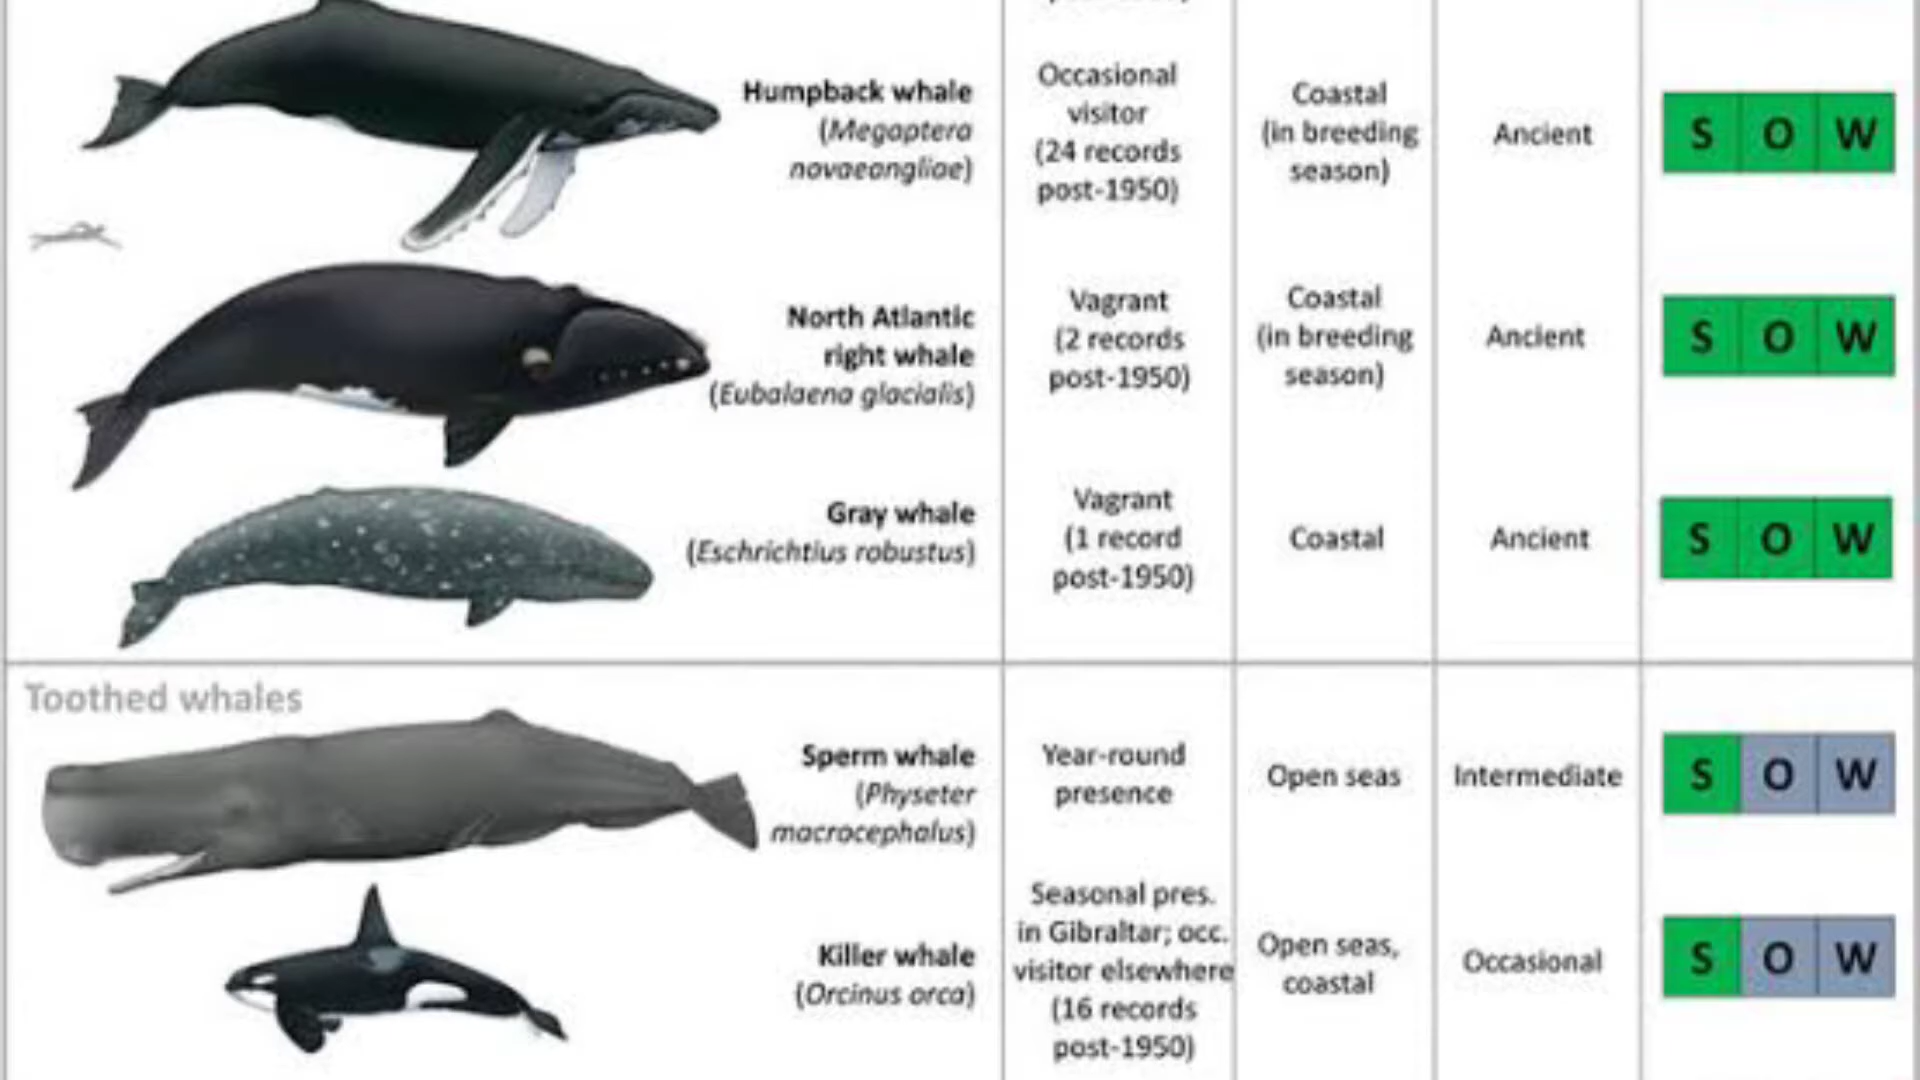 Humpback whale
(Megaptera
novaeangliae)
Occasional
visitor
(24 records
post-1950)
Coastal
(in breeding
season)
Ancient
S O W
North Atlantic
right whale
(Eubalaena glacialis)
Vagrant
(2 records
post-1950)
Coastal
(in breeding
season)
Ancient
S O W
Gray whale
(Eschrichtius robustus)
Vagrant
(1 record
post-1950)
Coastal
Ancient
S O W
Toothed whales
Sperm whale
(Physeter
macrocephalus)
Year-round
presence
Open seas
Intermediate
S O W
Killer whale
(Orcinus orca)
Seasonal pres.
in Gibraltar; occ.
visitor elsewhere
(16 records
post-1950)
Open seas,
coastal
Occasional
S O W